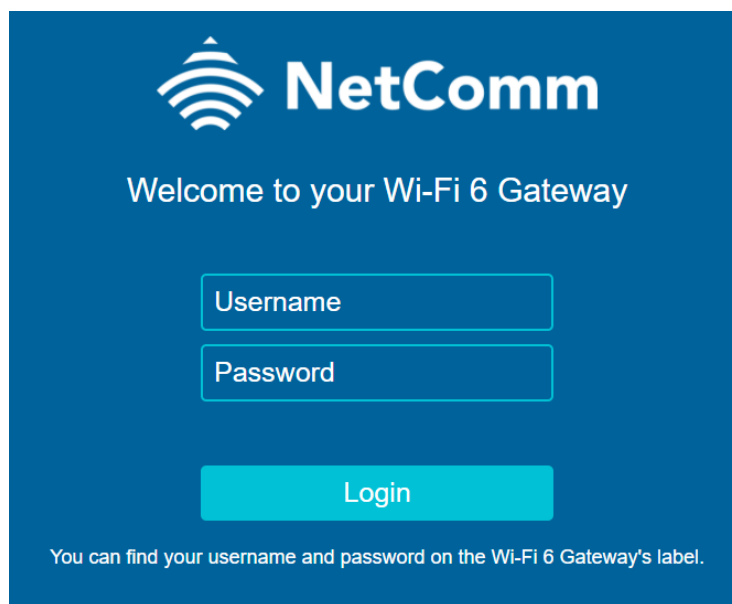 NetComm
Welcome to your Wi-Fi 6 Gateway
Username
Password
Login
You can find your username and password on the Wi-Fi 6 Gateway's label.